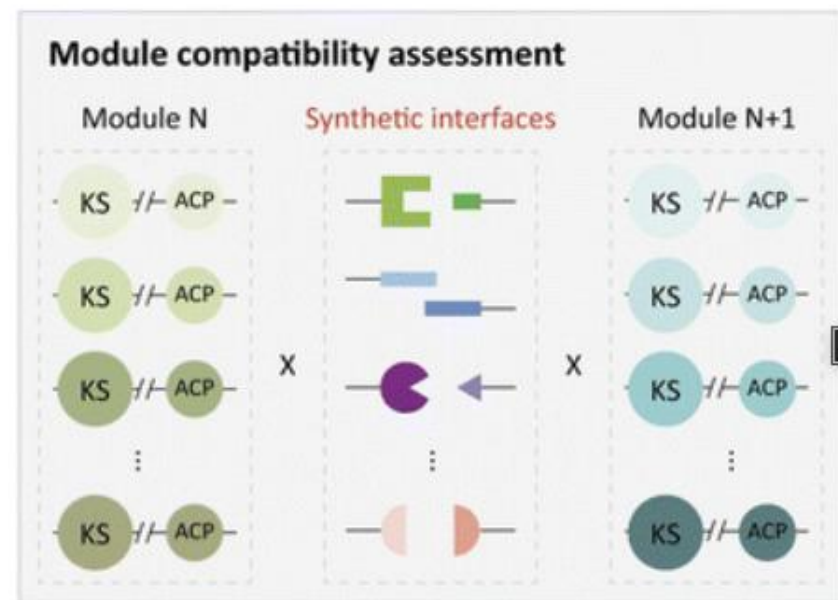 Module compatibility assessment
Module N Synthetic interfaces Module N+1
KS ACP KS ACP
KS ACP KS ACP
KS ACP X X KS ACP
KS ACP KS ACP